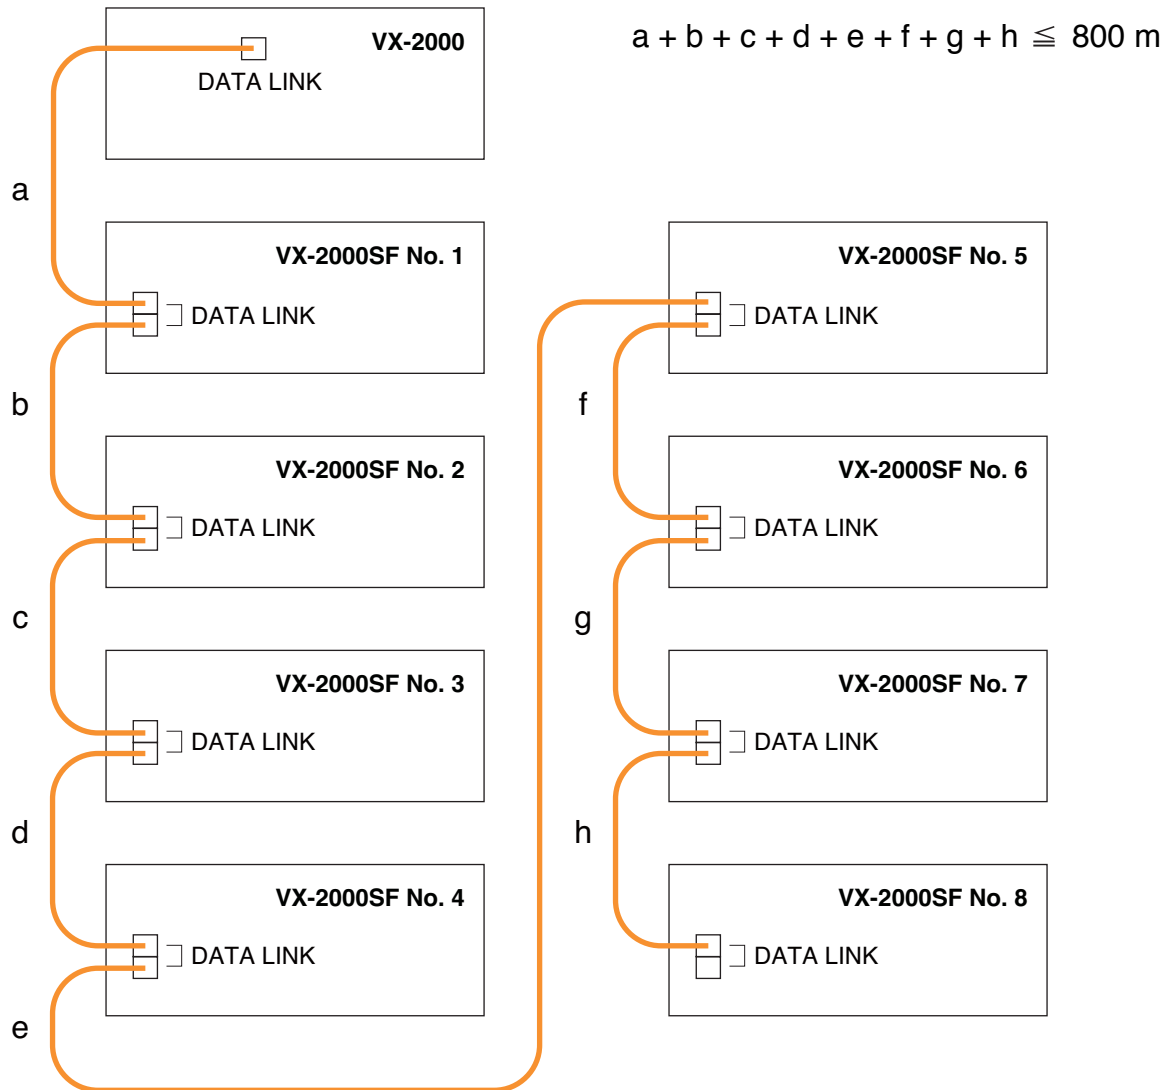 VX-2000
DATA LINK
a + b + c + d + e + f + g + h ≦ 800 m
a
VX-2000SF No. 1
DATA LINK
b
VX-2000SF No. 2
DATA LINK
c
VX-2000SF No. 3
DATA LINK
d
VX-2000SF No. 4
DATA LINK
e
VX-2000SF No. 5
DATA LINK
f
VX-2000SF No. 6
DATA LINK
g
VX-2000SF No. 7
DATA LINK
h
VX-2000SF No. 8
DATA LINK